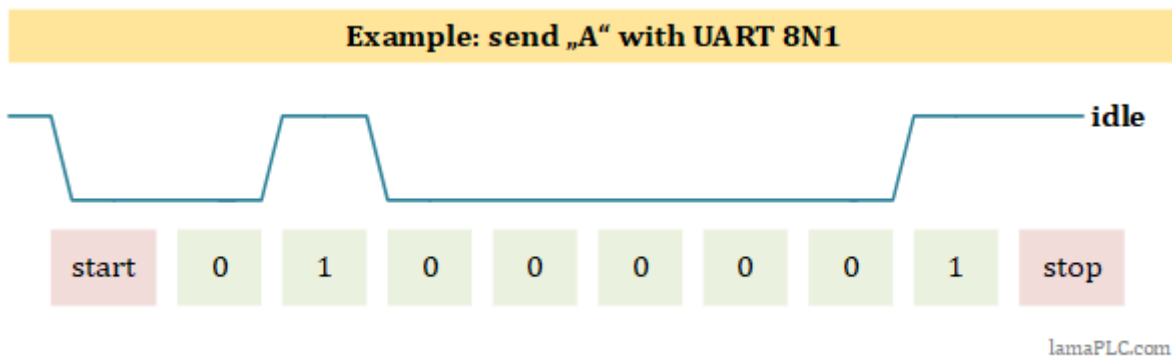 Example: send „A“ with UART 8N1
idle
start 0 1 0 0 0 0 0 1 stop
lamaPLC.com